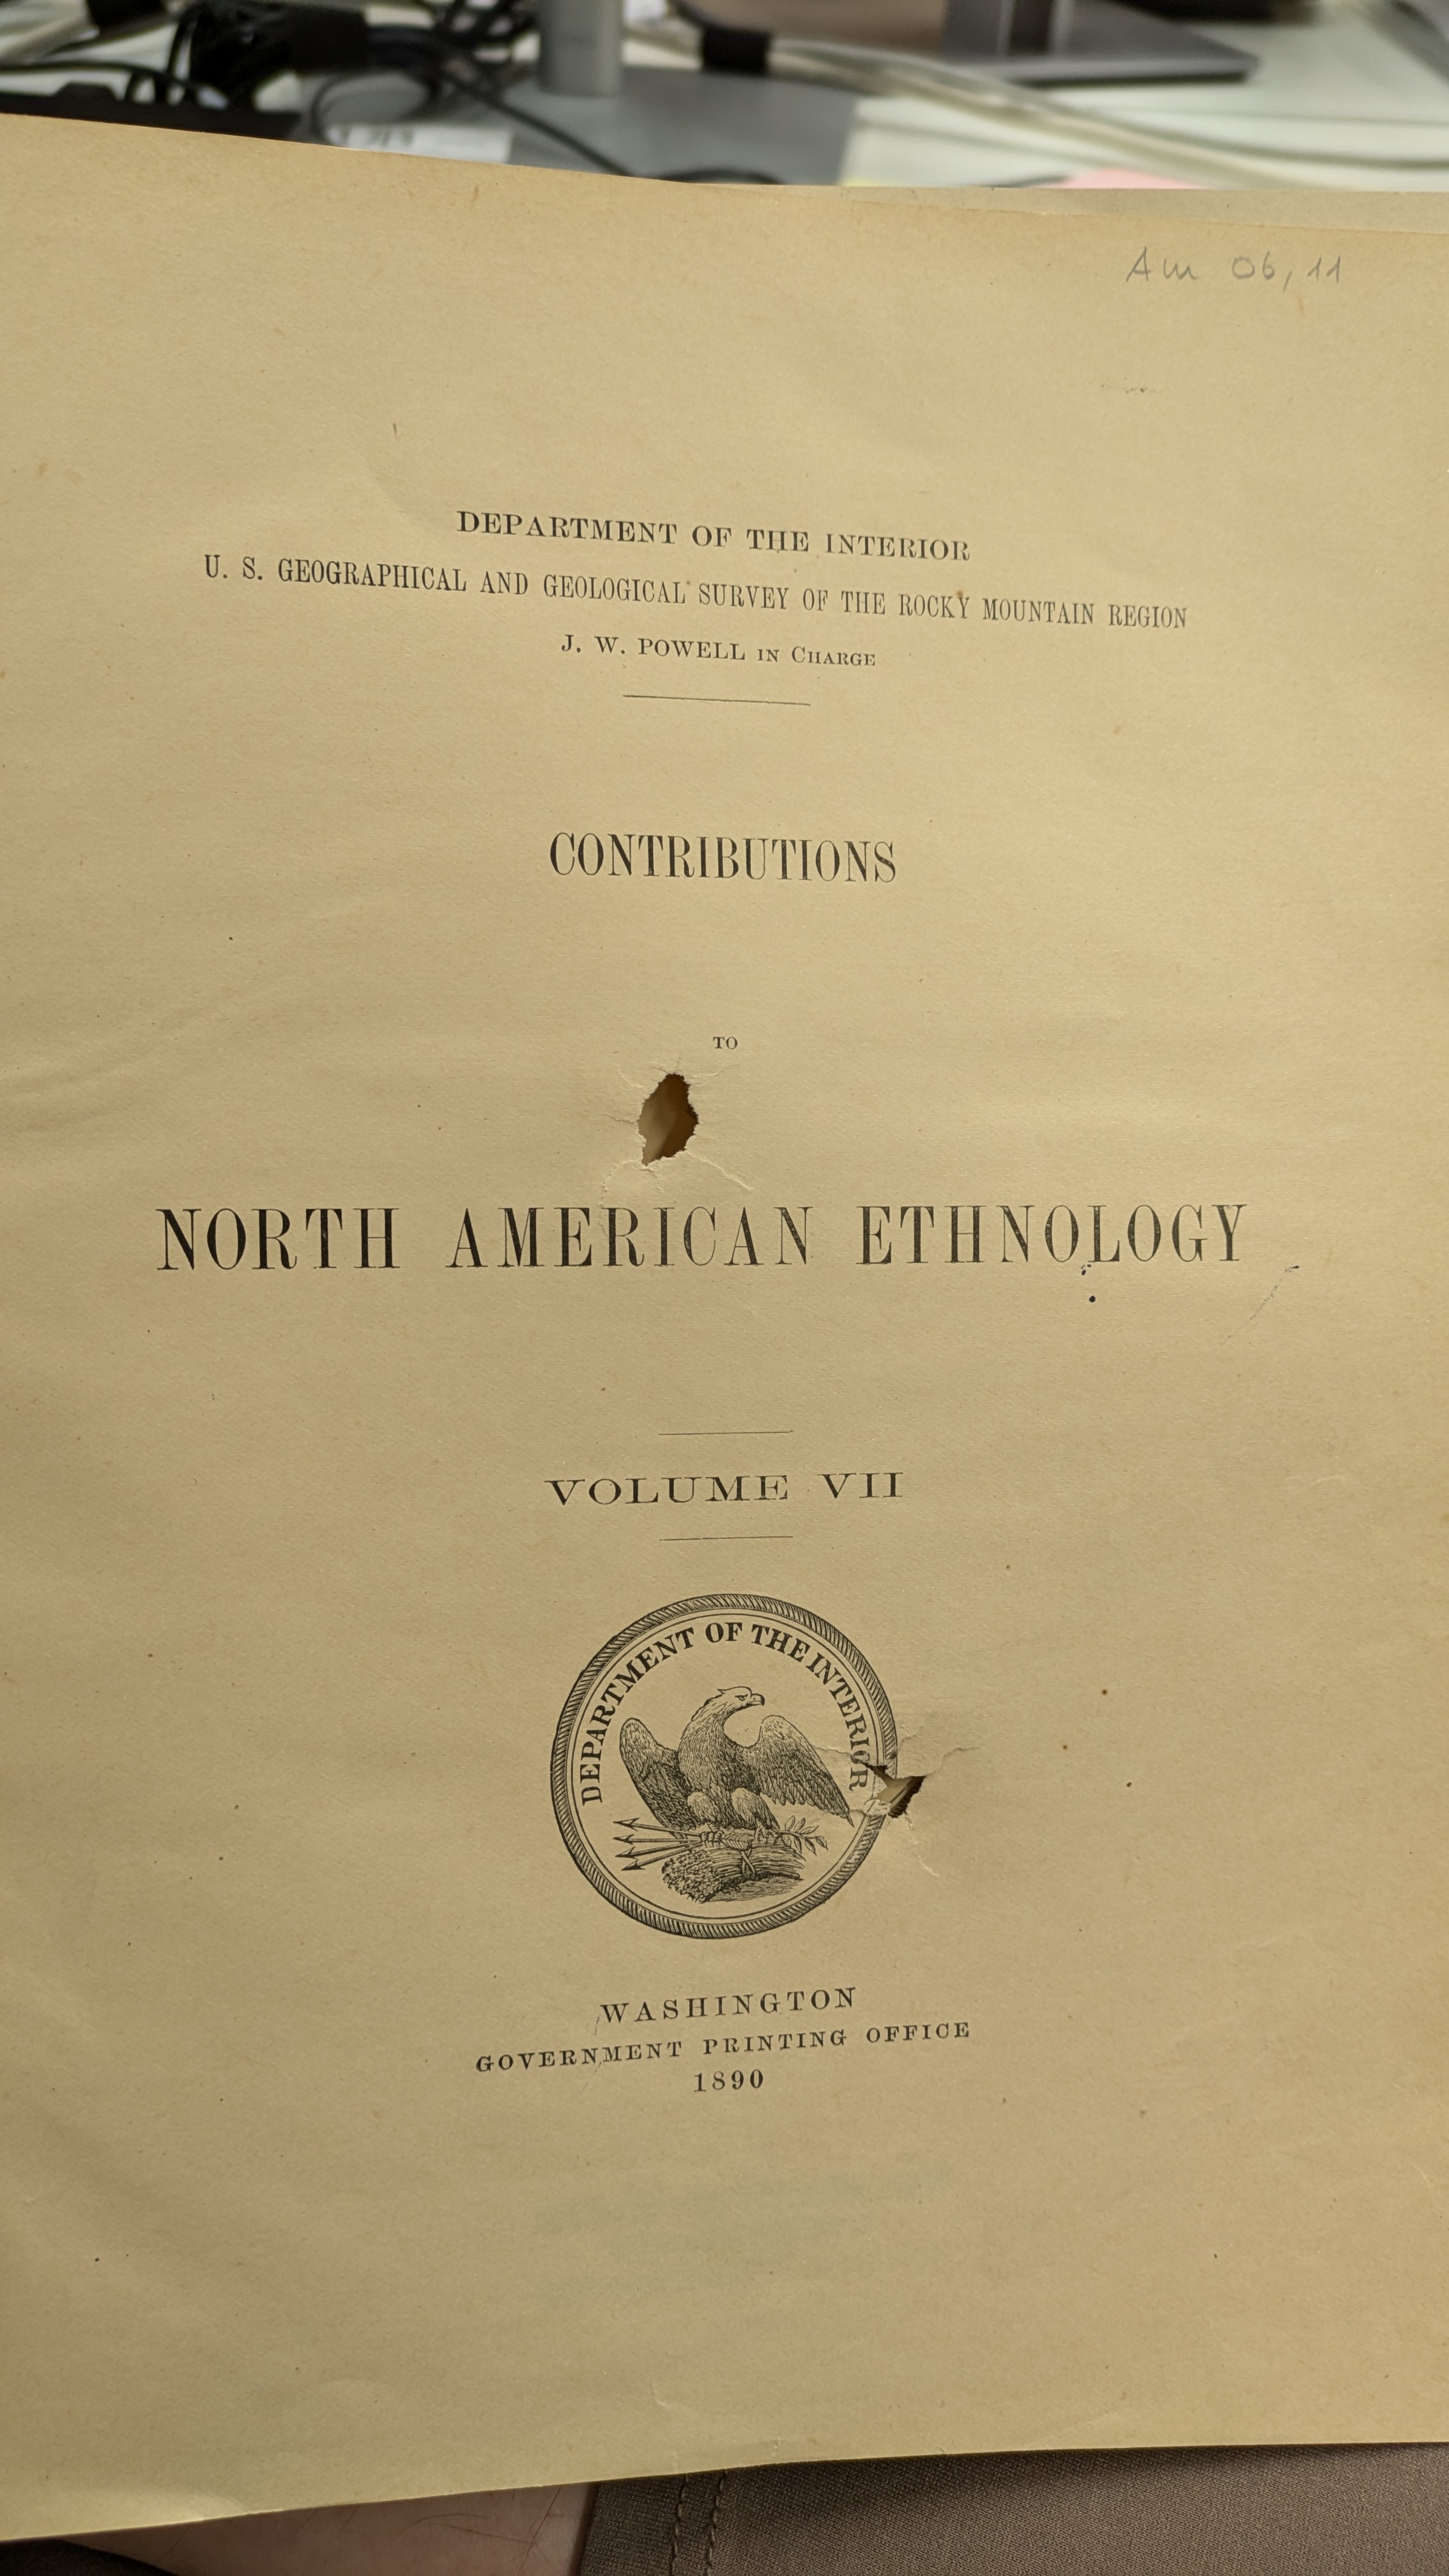 Am 06,11
DEPARTMENT OF THE INTERIOR
U. S. GEOGRAPHICAL AND GEOLOGICAL SURVEY OF THE ROCKY MOUNTAIN REGION
J. W. POWELL IN CHARGE
CONTRIBUTIONS
TO
NORTH AMERICAN ETHNOLOGY
VOLUME VII
DEPARTMENT OF THE INTERIOR
WASHINGTON
GOVERNMENT PRINTING OFFICE
1890